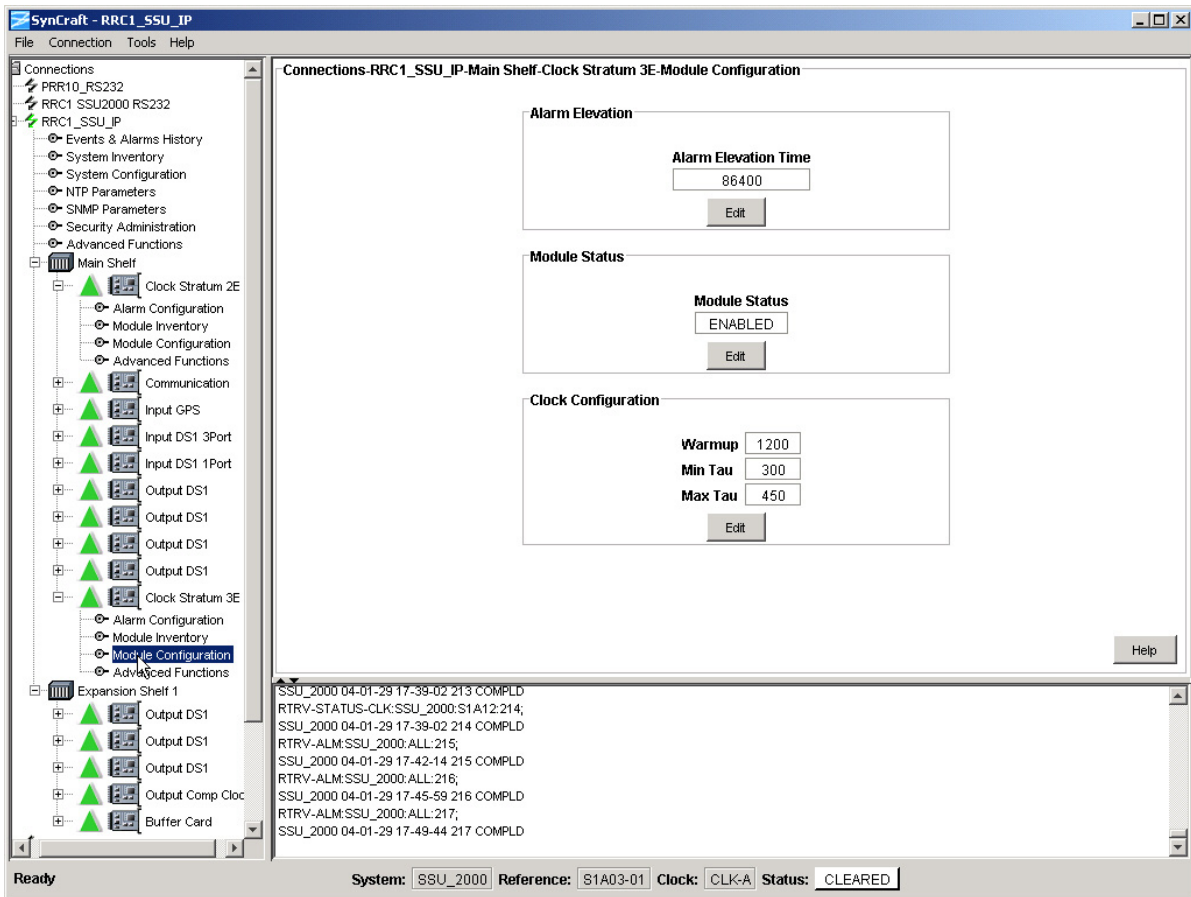 SynCraft - RRC1_SSU_IP
File Connection Tools Help
Connections
PRR10_RS232
RRC1 SSU2000 RS232
RRC1_SSU_IP
Events & Alarms History
System Inventory
System Configuration
NTP Parameters
SNMP Parameters
Security Administration
Advanced Functions
Main Shelf
Clock Stratum 2E
Alarm Configuration
Module Inventory
Module Configuration
Advanced Functions
Communication
Input GPS
Input DS1 3Port
Input DS1 1Port
Output DS1
Output DS1
Output DS1
Output DS1
Clock Stratum 3E
Alarm Configuration
Module Inventory
Module Configuration
Advanced Functions
Expansion Shelf 1
Output DS1
Output DS1
Output DS1
Output Comp Cloc
Buffer Card
Connections-RRC1_SSU_IP-Main Shelf-Clock Stratum 3E-Module Configuration
Alarm Elevation
Alarm Elevation Time
86400
Edit
Module Status
Module Status
ENABLED
Edit
Clock Configuration
Warmup 1200
Min Tau 300
Max Tau 450
Edit
Help
SSU_2000 04-01-29 17-39-02 213 COMPLD
RTRV-STATUS-CLK:SSU_2000:S1A12:214;
SSU_2000 04-01-29 17-39-02 214 COMPLD
RTRV-ALM:SSU_2000:ALL:215;
SSU_2000 04-01-29 17-42-14 215 COMPLD
RTRV-ALM:SSU_2000:ALL:216;
SSU_2000 04-01-29 17-45-59 216 COMPLD
RTRV-ALM:SSU_2000:ALL:217;
SSU_2000 04-01-29 17-49-44 217 COMPLD
Ready System: SSU_2000 Reference: S1A03-01 Clock: CLK-A Status: CLEARED